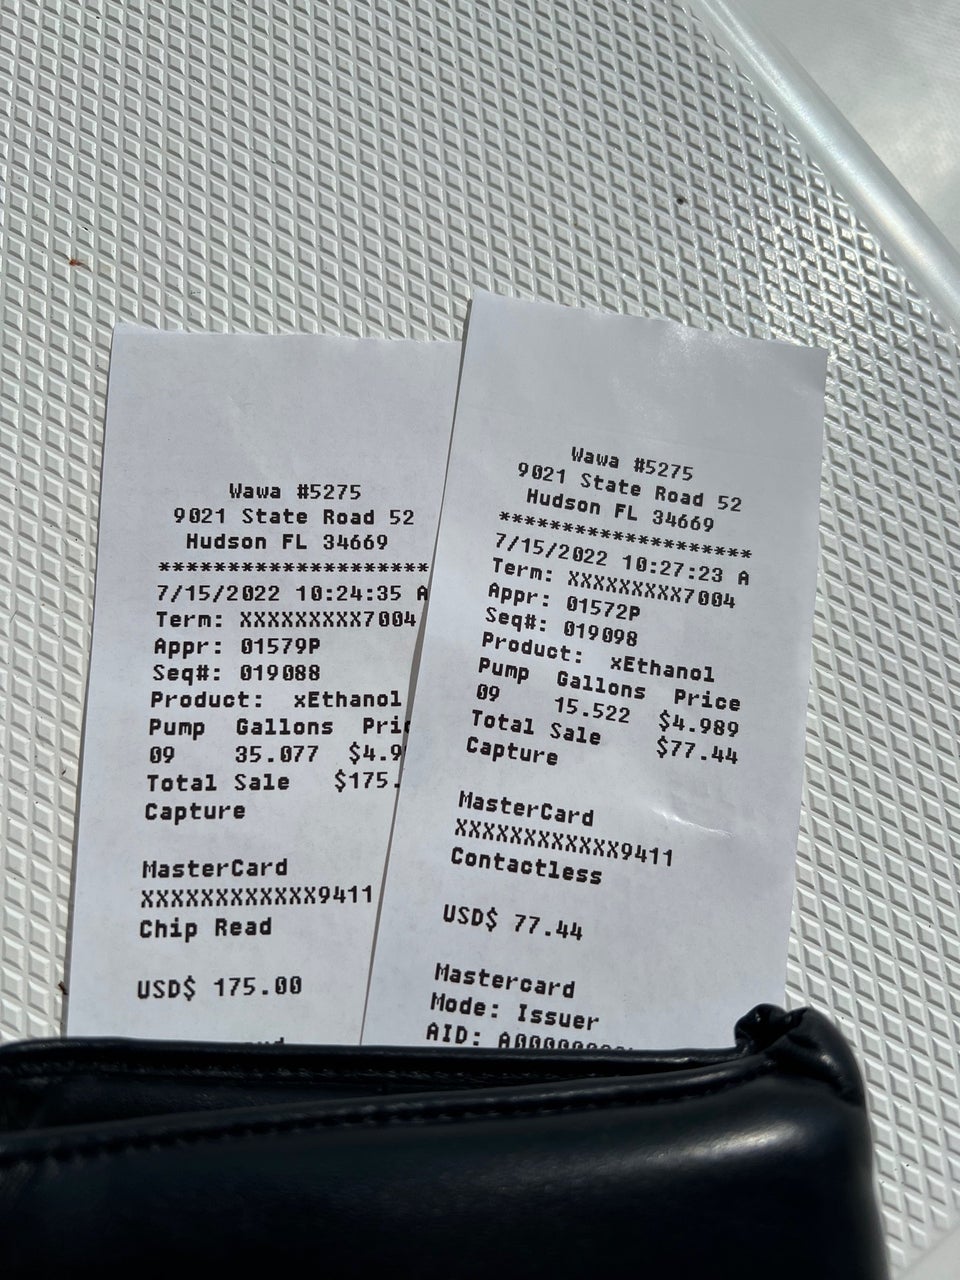 Wawa #5275
9021 State Road 52
Hudson FL 34669
********************
7/15/2022 10:24:35 A
Term: XXXXXXXXX7004
Appr: 01579P
Seq#: 019088
Product: xEthanol
Pump Gallons
09 35.077 $4.9
Total Sale $175.
Capture
MasterCard
XXXXXXXXXXXX9411
Chip Read
USD$ 175.00
Wawa #5275
9021 State Road 52
Hudson FL 34669
********************
7/15/2022 10:27:23 A
Term: XXXXXXXXX7004
Appr: 01572P
Seq#: 019098
Product: xEthanol
Pump Gallons Price
09 15.522 $4.989
Total Sale $77.44
Capture
MasterCard
XXXXXXXXXXXX9411
Contactless
USD$ 77.44
Mastercard
Mode: Issuer
AID: